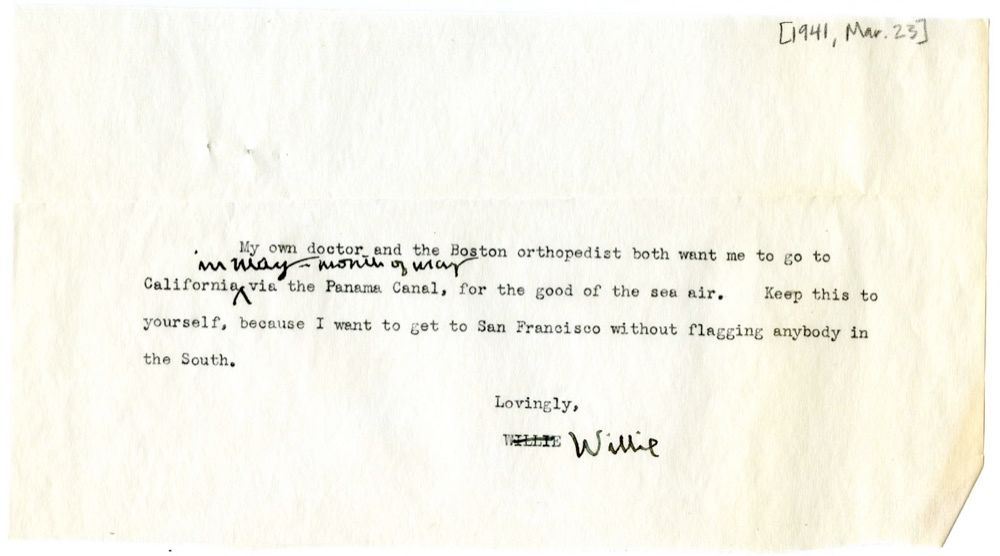 [1941, Mar. 23]
My own doctor and the Boston orthopedist both want me to go to
in May – month of may
California, via the Panama Canal, for the good of the sea air. Keep this to
yourself, because I want to get to San Francisco without flagging anybody in
the South.
Lovingly,
WILLIE Willie